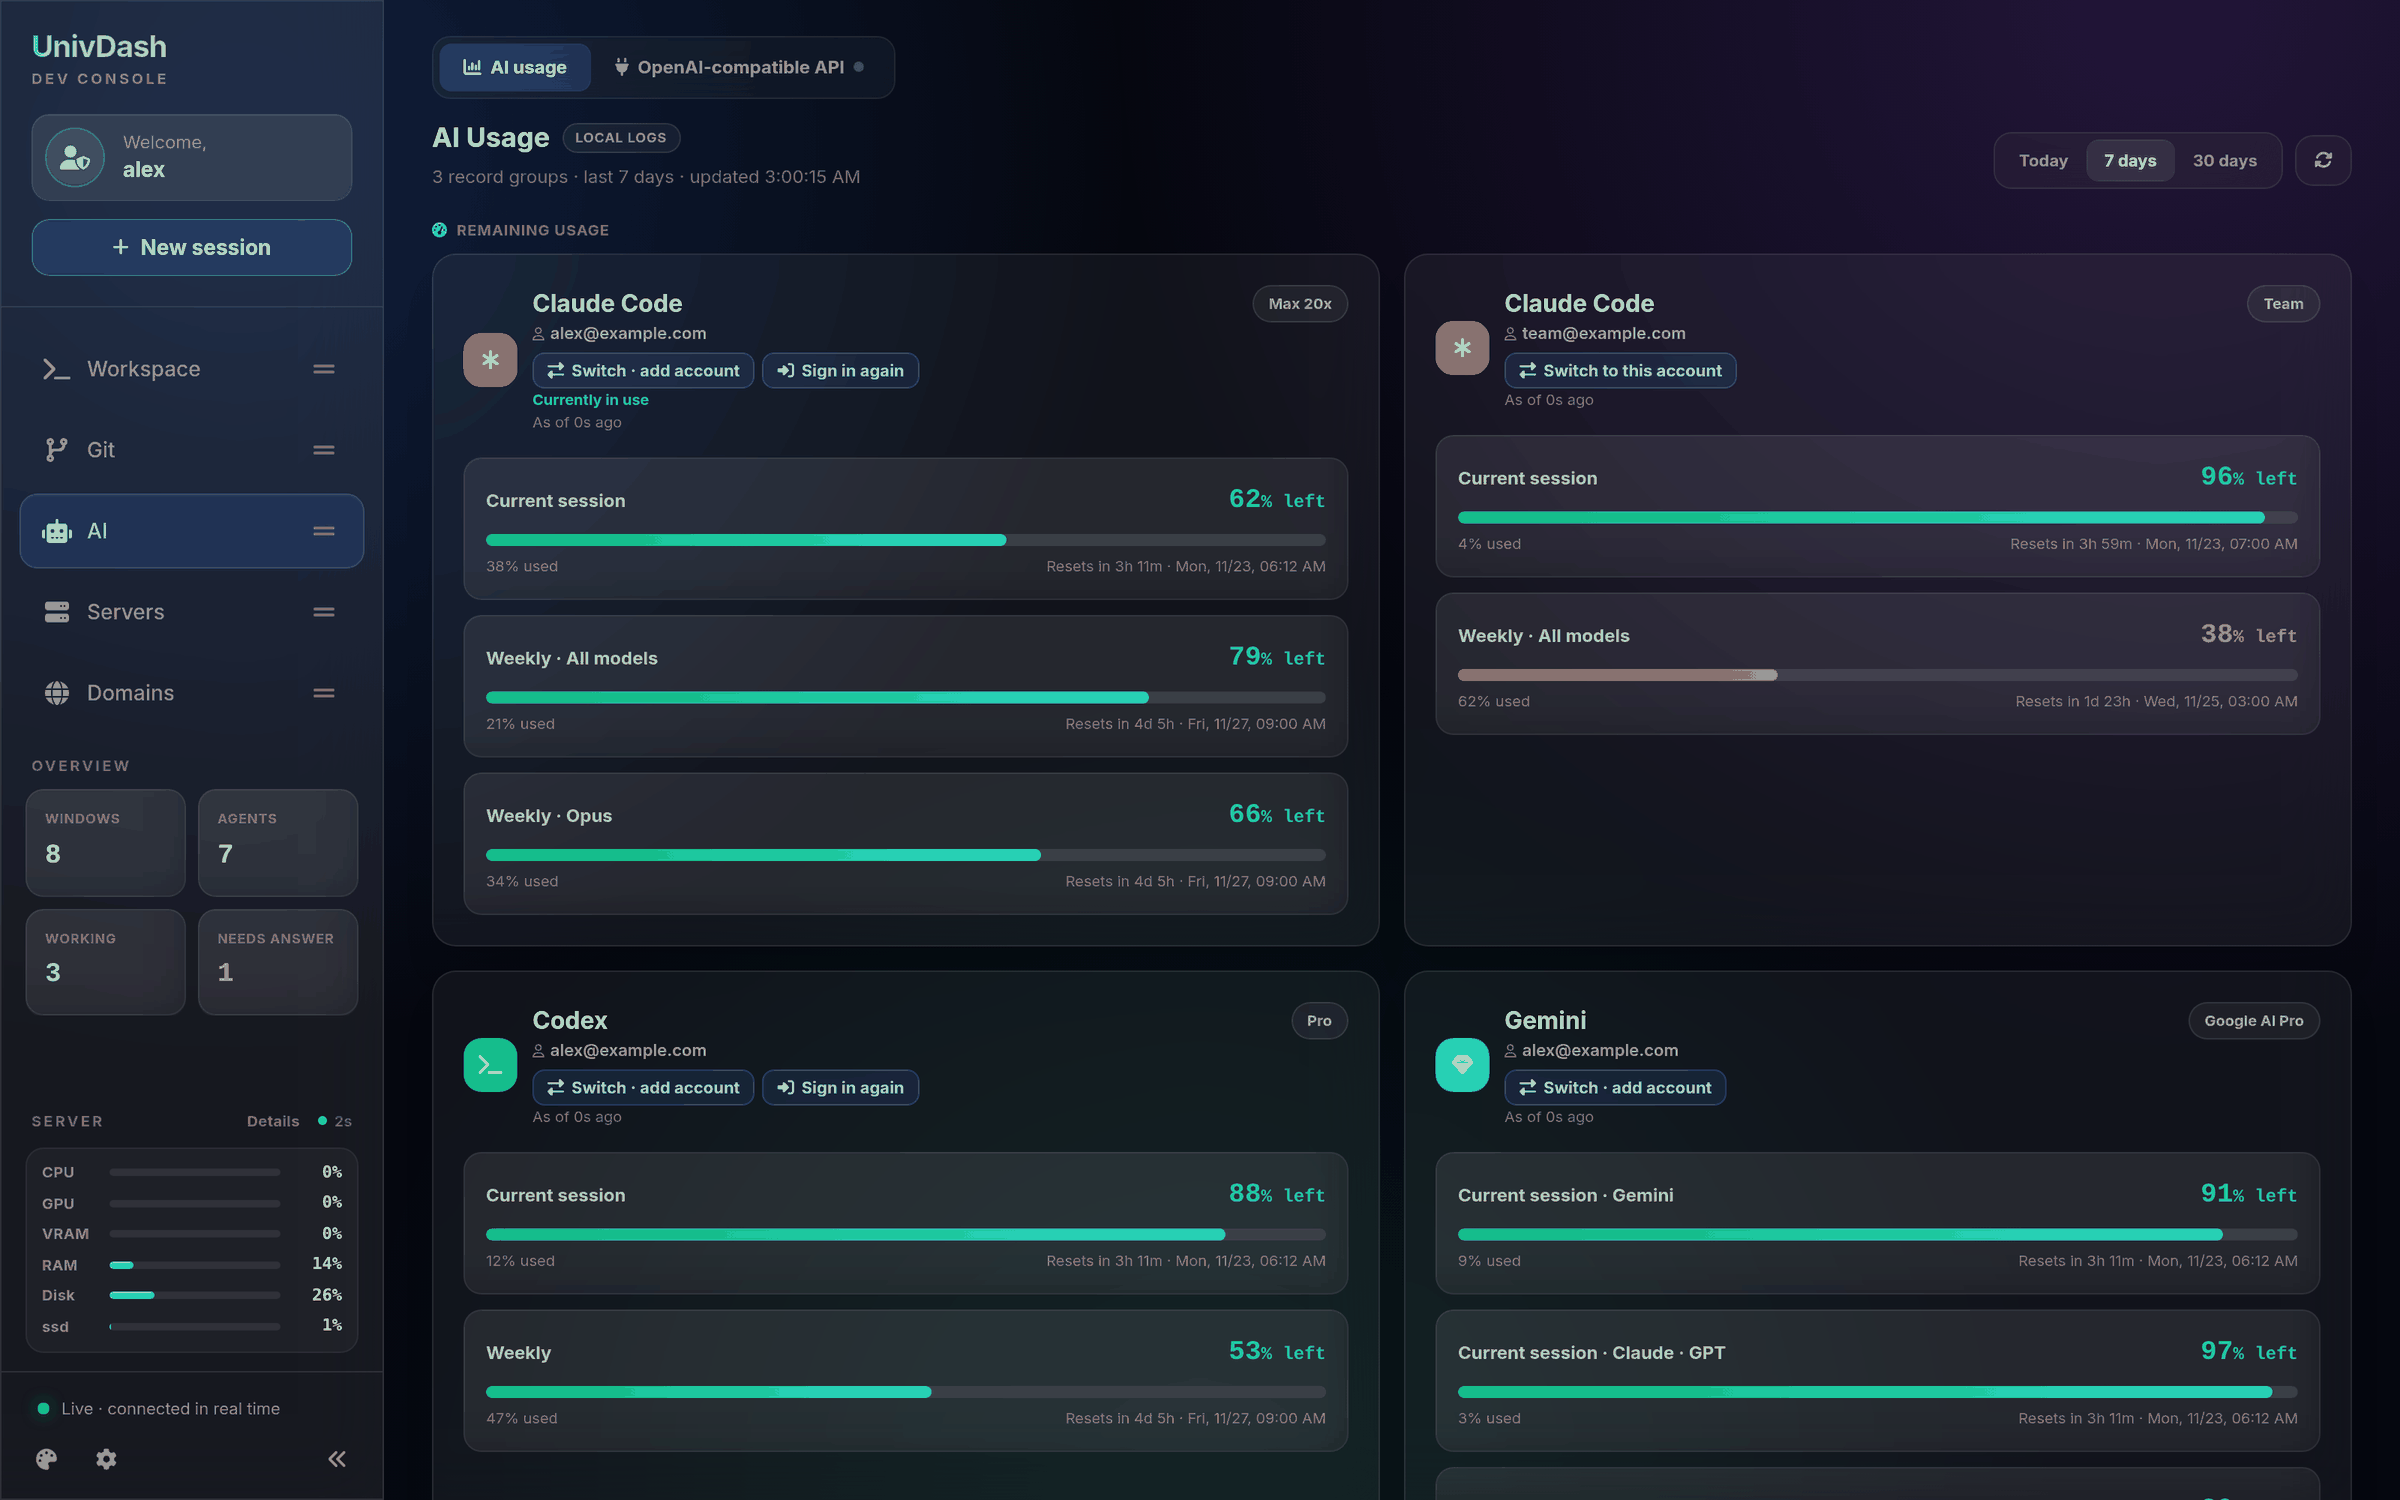 UnivDash
DEV CONSOLE
Welcome,
alex
+ New session
Workspace
Git
AI
Servers
Domains
OVERVIEW
WINDOWS
8
AGENTS
7
WORKING
3
NEEDS ANSWER
1
SERVER
Details
2s
CPU 0%
GPU 0%
VRAM 0%
RAM 14%
Disk 26%
ssd 1%
Live · connected in real time
AI usage
OpenAI-compatible API
AI Usage
LOCAL LOGS
3 record groups · last 7 days · updated 3:00:15 AM
Today
7 days
30 days
REMAINING USAGE
Claude Code
Max 20x
alex@example.com
Switch · add account
Sign in again
Currently in use
As of 0s ago
Current session
62% left
38% used
Resets in 3h 11m · Mon, 11/23, 06:12 AM
Weekly · All models
79% left
21% used
Resets in 4d 5h · Fri, 11/27, 09:00 AM
Weekly · Opus
66% left
34% used
Resets in 4d 5h · Fri, 11/27, 09:00 AM
Claude Code
Team
team@example.com
Switch to this account
As of 0s ago
Current session
96% left
4% used
Resets in 3h 59m · Mon, 11/23, 07:00 AM
Weekly · All models
38% left
62% used
Resets in 1d 23h · Wed, 11/25, 03:00 AM
Codex
Pro
alex@example.com
Switch · add account
Sign in again
As of 0s ago
Current session
88% left
12% used
Resets in 3h 11m · Mon, 11/23, 06:12 AM
Weekly
53% left
47% used
Resets in 4d 5h · Fri, 11/27, 09:00 AM
Gemini
Google AI Pro
alex@example.com
Switch · add account
As of 0s ago
Current session · Gemini
91% left
9% used
Resets in 3h 11m · Mon, 11/23, 06:12 AM
Current session · Claude · GPT
97% left
3% used
Resets in 3h 11m · Mon, 11/23, 06:12 AM